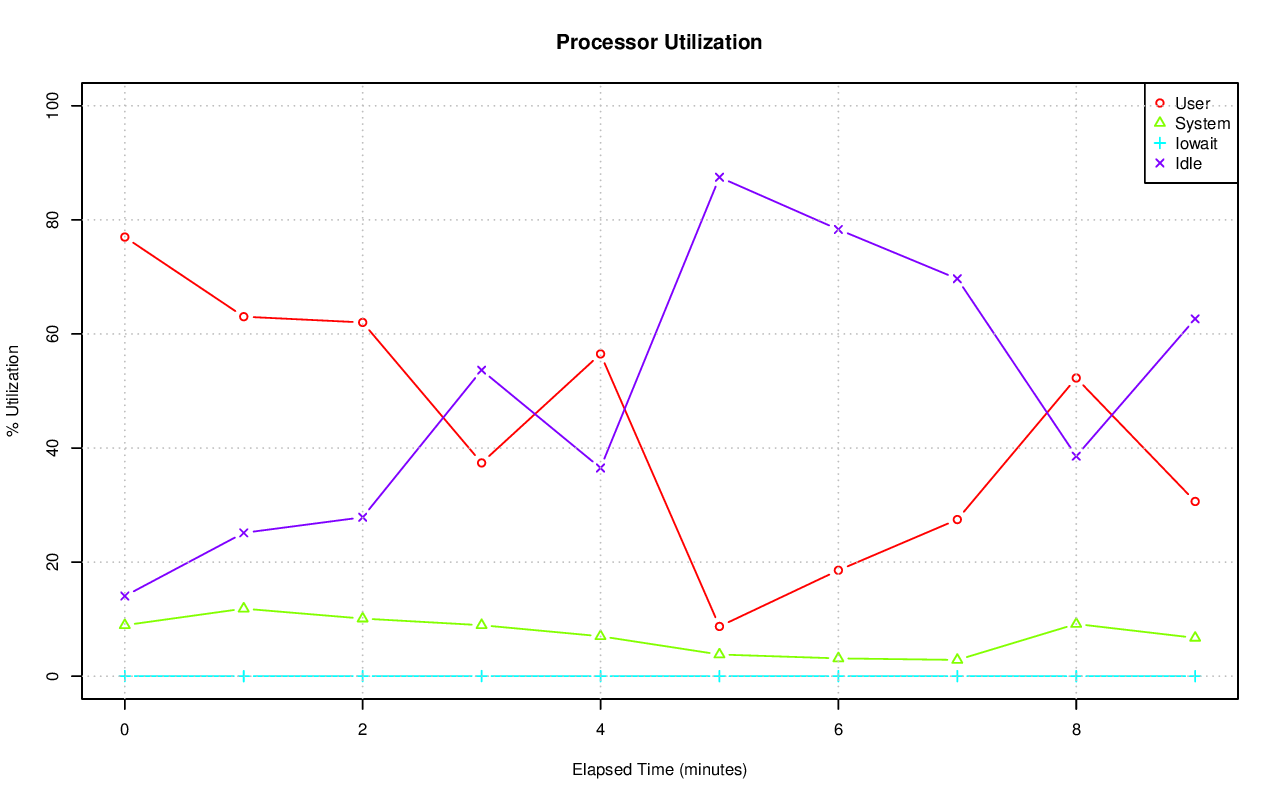 Processor Utilization
% Utilization
100
80
60
40
20
0
User
System
Iowait
Idle
0 2 4 6 8
Elapsed Time (minutes)